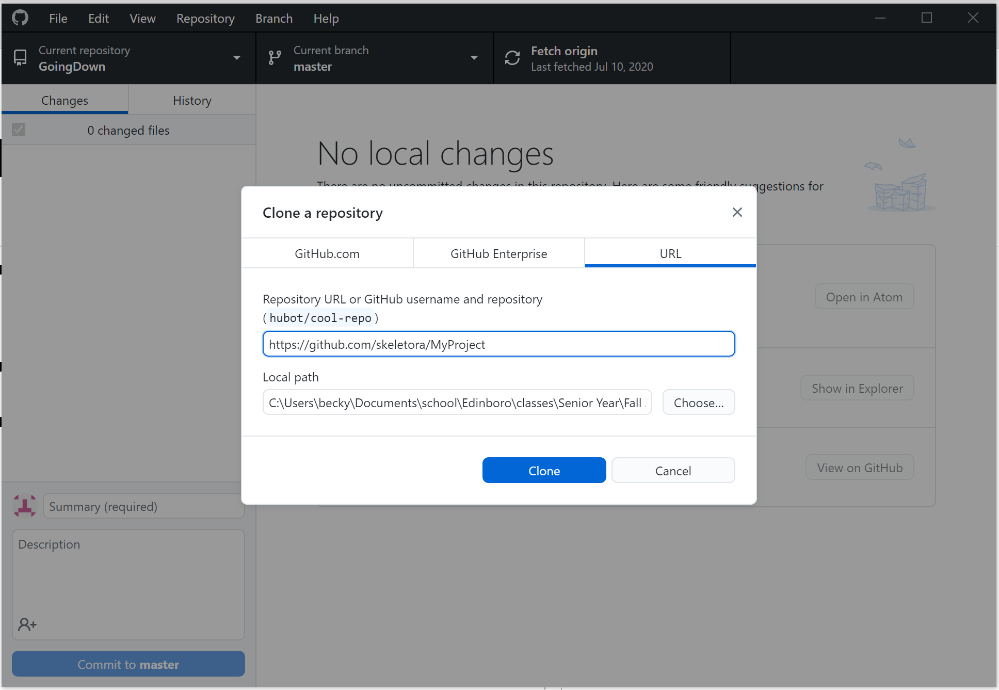 File Edit View Repository Branch Help
Current repository
GoingDown
Current branch
master
Fetch origin
Last fetched Jul 10, 2020
Changes History
0 changed files
No local changes
There are no uncommitted changes in this repository. Here are some friendly suggestions for
Clone a repository
GitHub.com GitHub Enterprise URL
Repository URL or GitHub username and repository
(hubot/cool-repo)
https://github.com/skeletora/MyProject
Local path
C:\Users\becky\Documents\school\Edinboro\classes\Senior Year\Fall
Choose...
Clone Cancel
Open in Atom
Show in Explorer
View on GitHub
Summary (required)
Description
Commit to master